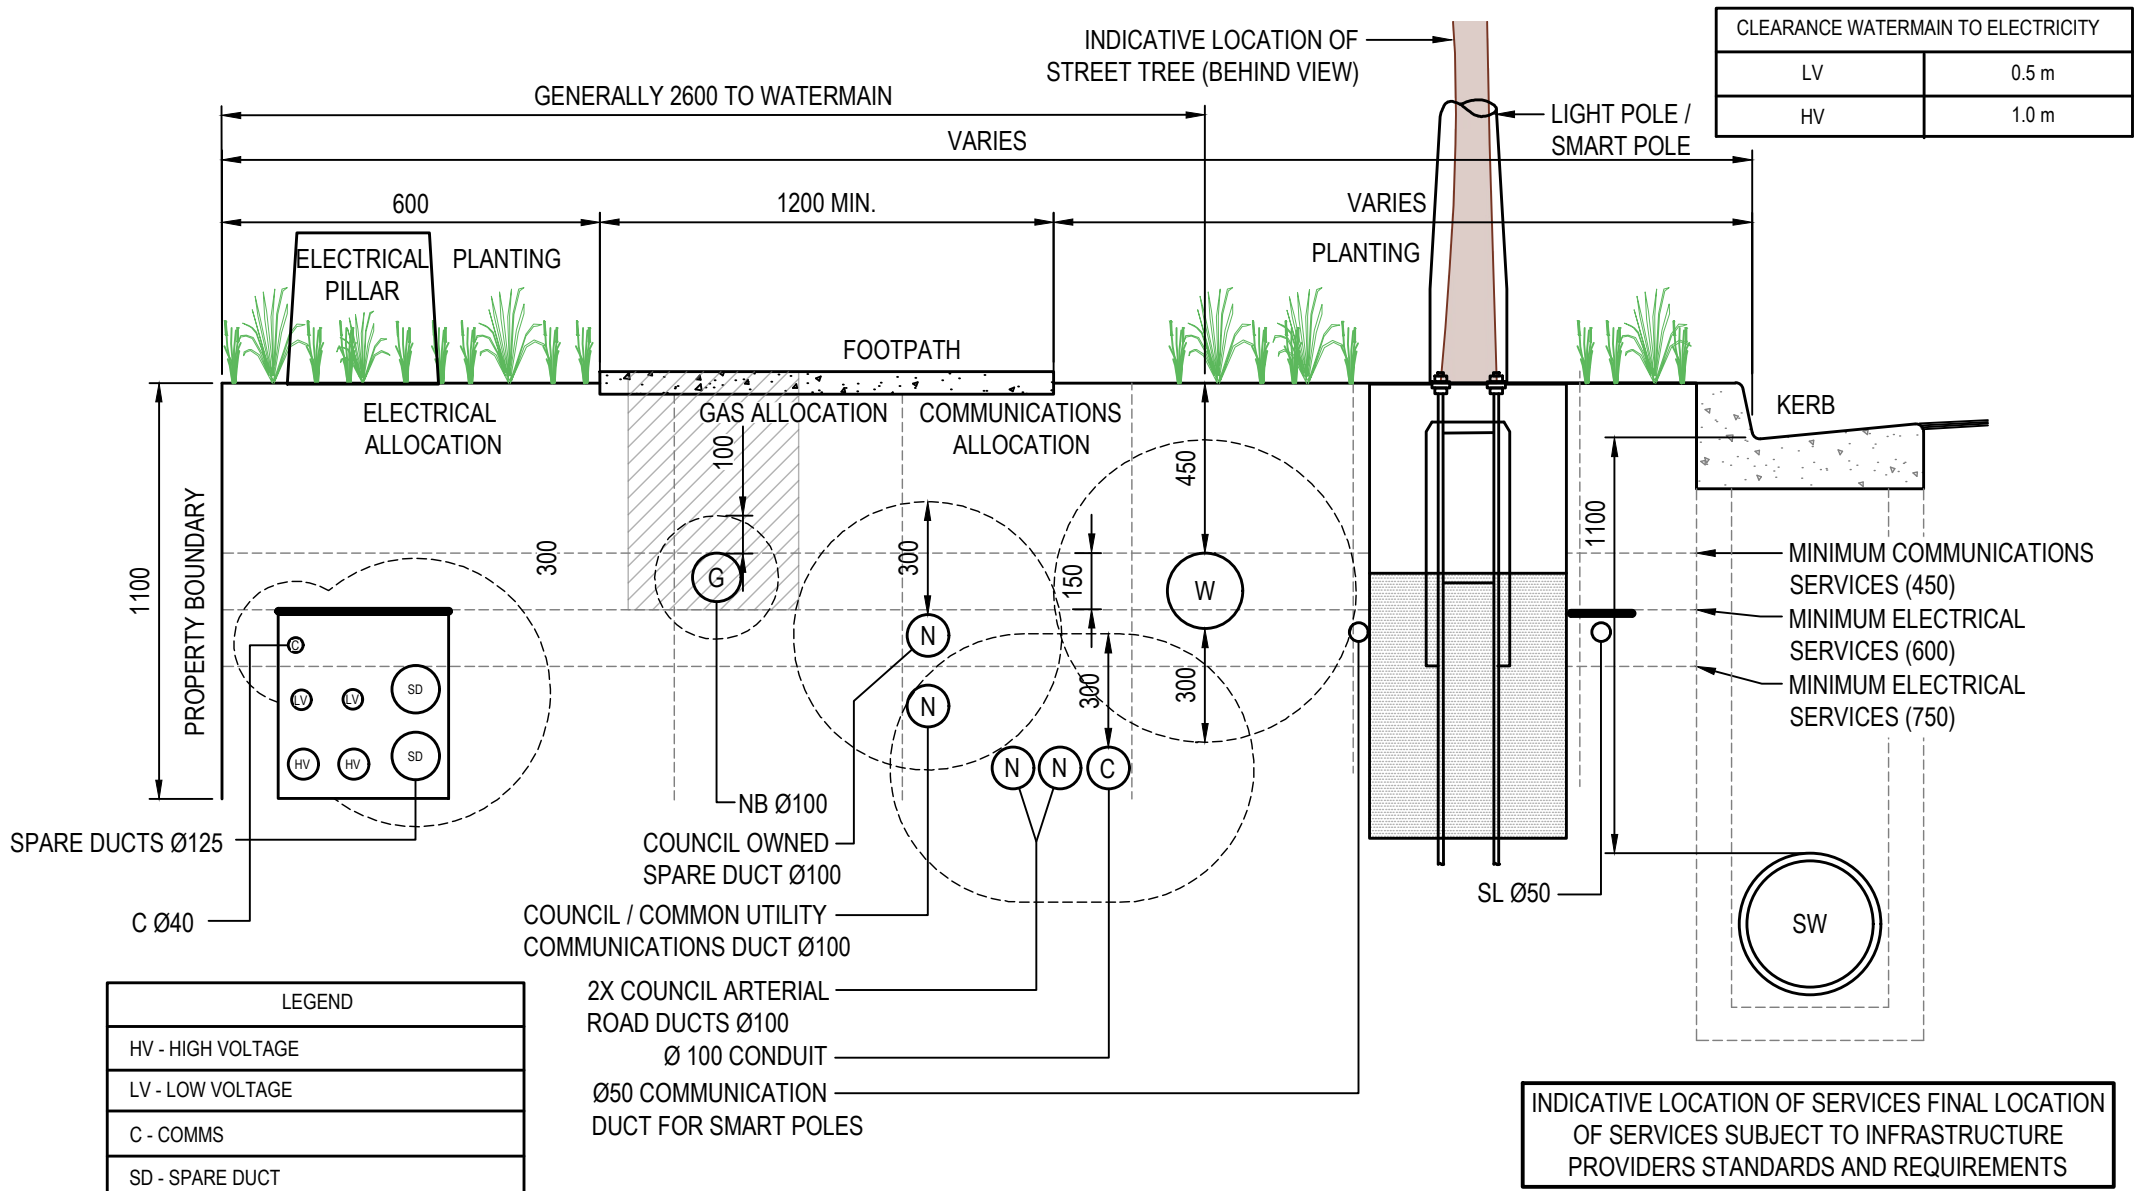 INDICATIVE LOCATION OF
STREET TREE (BEHIND VIEW)
CLEARANCE WATERMAIN TO ELECTRICITY
LV 0.5 m
HV 1.0 m
GENERALLY 2600 TO WATERMAIN
LIGHT POLE /
SMART POLE
VARIES
600
1200 MIN.
VARIES
ELECTRICAL
PILLAR
PLANTING
PLANTING
FOOTPATH
KERB
ELECTRICAL
ALLOCATION
GAS ALLOCATION
COMMUNICATIONS
ALLOCATION
100
450
1100
PROPERTY BOUNDARY
300
300
150
1100
G
W
N
N
300
300
N
N
C
C
LV
LV
SD
HV
HV
SD
MINIMUM COMMUNICATIONS
SERVICES (450)
MINIMUM ELECTRICAL
SERVICES (600)
MINIMUM ELECTRICAL
SERVICES (750)
NB Ø100
SPARE DUCTS Ø125
COUNCIL OWNED
SPARE DUCT Ø100
C Ø40
COUNCIL / COMMON UTILITY
COMMUNICATIONS DUCT Ø100
SL Ø50
SW
2X COUNCIL ARTERIAL
ROAD DUCTS Ø100
Ø 100 CONDUIT
Ø50 COMMUNICATION
DUCT FOR SMART POLES
LEGEND
HV - HIGH VOLTAGE
LV - LOW VOLTAGE
C - COMMS
SD - SPARE DUCT
INDICATIVE LOCATION OF SERVICES FINAL LOCATION
OF SERVICES SUBJECT TO INFRASTRUCTURE
PROVIDERS STANDARDS AND REQUIREMENTS